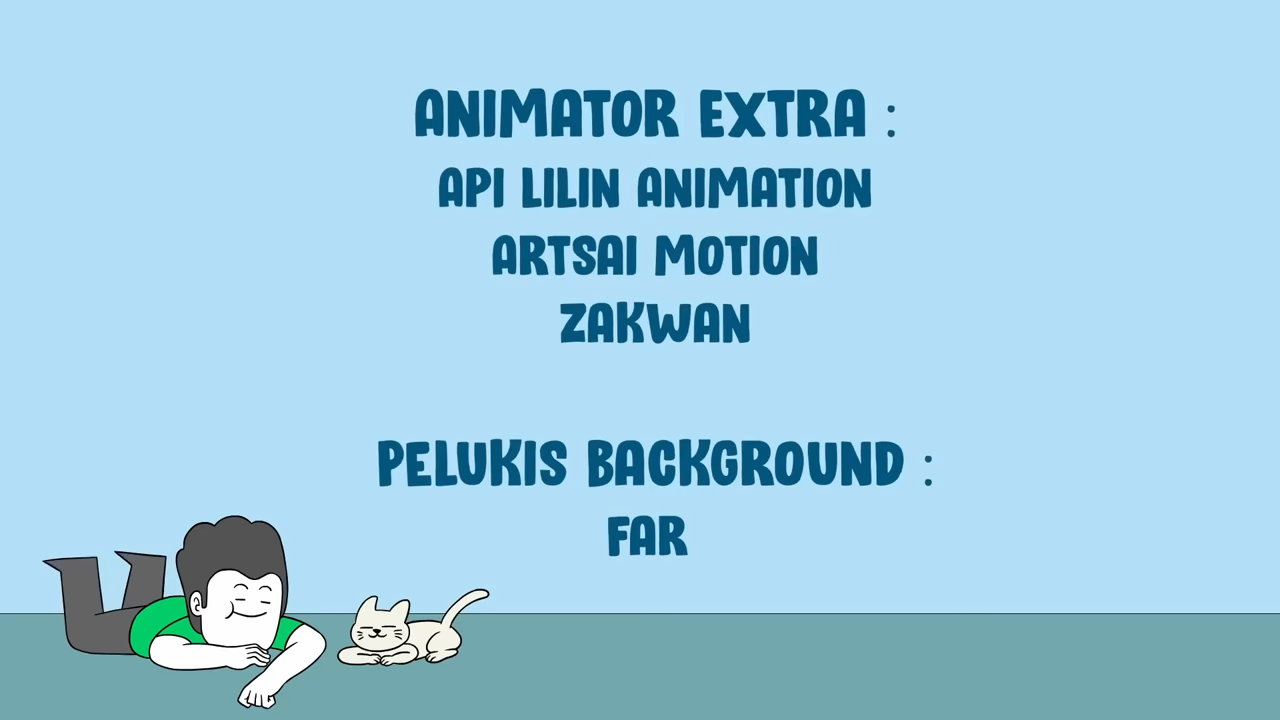 ANIMATOR EXTRA :
API LILIN ANIMATION
ARTSAI MOTION
ZAKWAN
PELUKIS BACKGROUND :
FAR